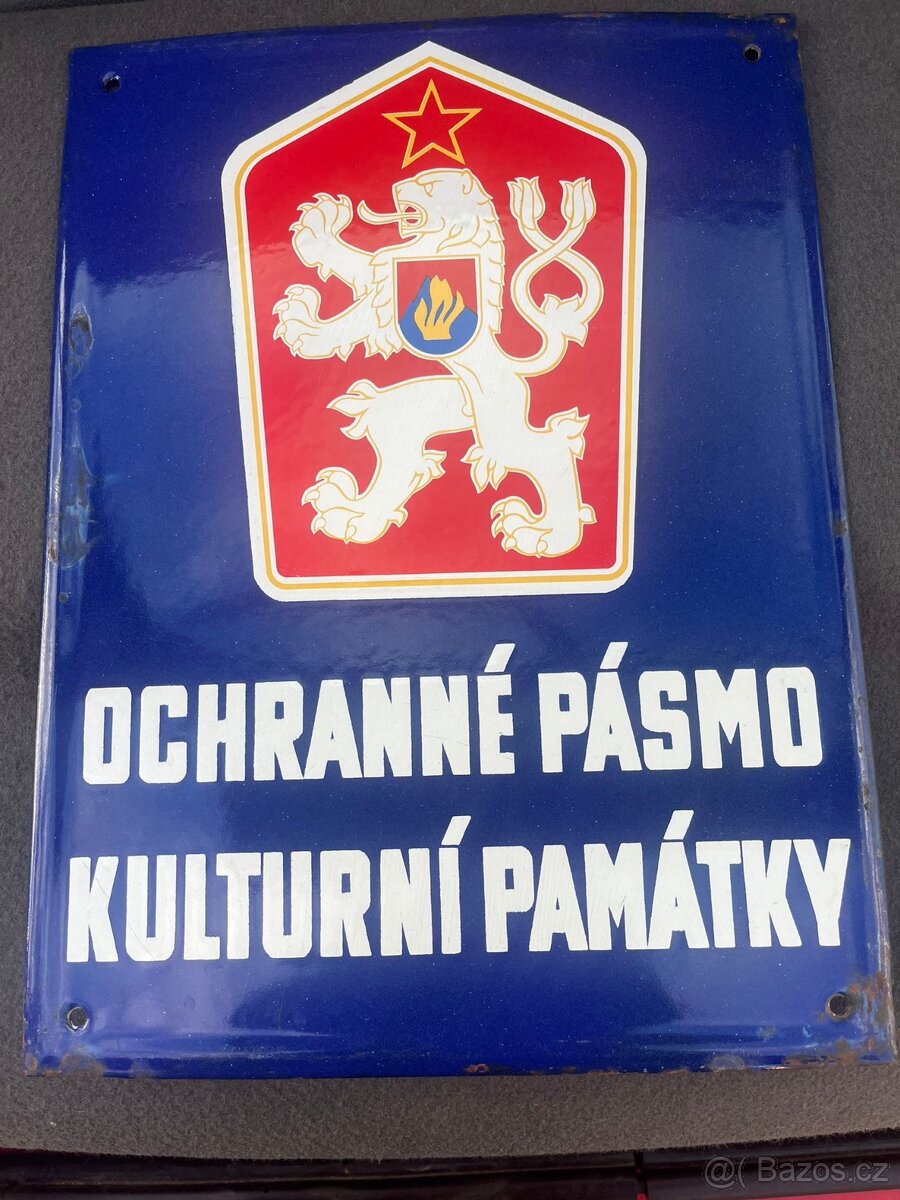 OCHRANNÉ PÁSMO
KULTURNÍ PAMÁTKY
@( Bazos.cz